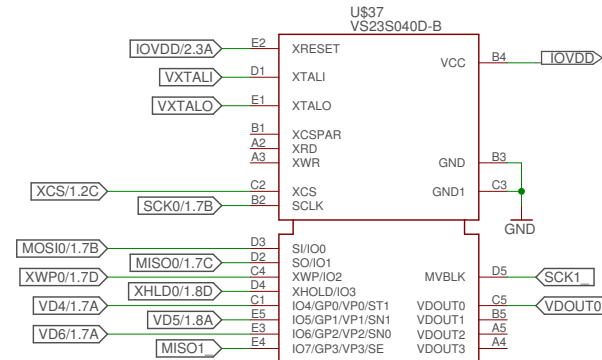 U$37
VS23S040D-B
IOVDD/2.3A E2 XRESET VCC B4 IOVDD
VXTALI D1 XTALI
VXTALO E1 XTALO
B1 XCSPAR
A2 XRD
A3 XWR GND B3
XCS/1.2C C2 XCS GND1 C3
SCK0/1.7B B2 SCLK
GND
MOSI0/1.7B D3 SI/IO0
MISO0/1.7C D2 SO/IO1
XWP0/1.7D C4 XWP/IO2 MVBLK D5 SCK1_
XHLD0/1.8D D4 XHOLD/IO3
VD4/1.7A C1 IO4/GP0/VP0/ST1 VDOUT0 C5 VDOUT0
VD5/1.8A E5 IO5/GP1/VP1/SN1 VDOUT1 B5
VD6/1.7A E3 IO6/GP2/VP2/SN0 VDOUT2 A5
MISO1_ E4 IO7/GP3/VP3/SE VDOUT3 A4